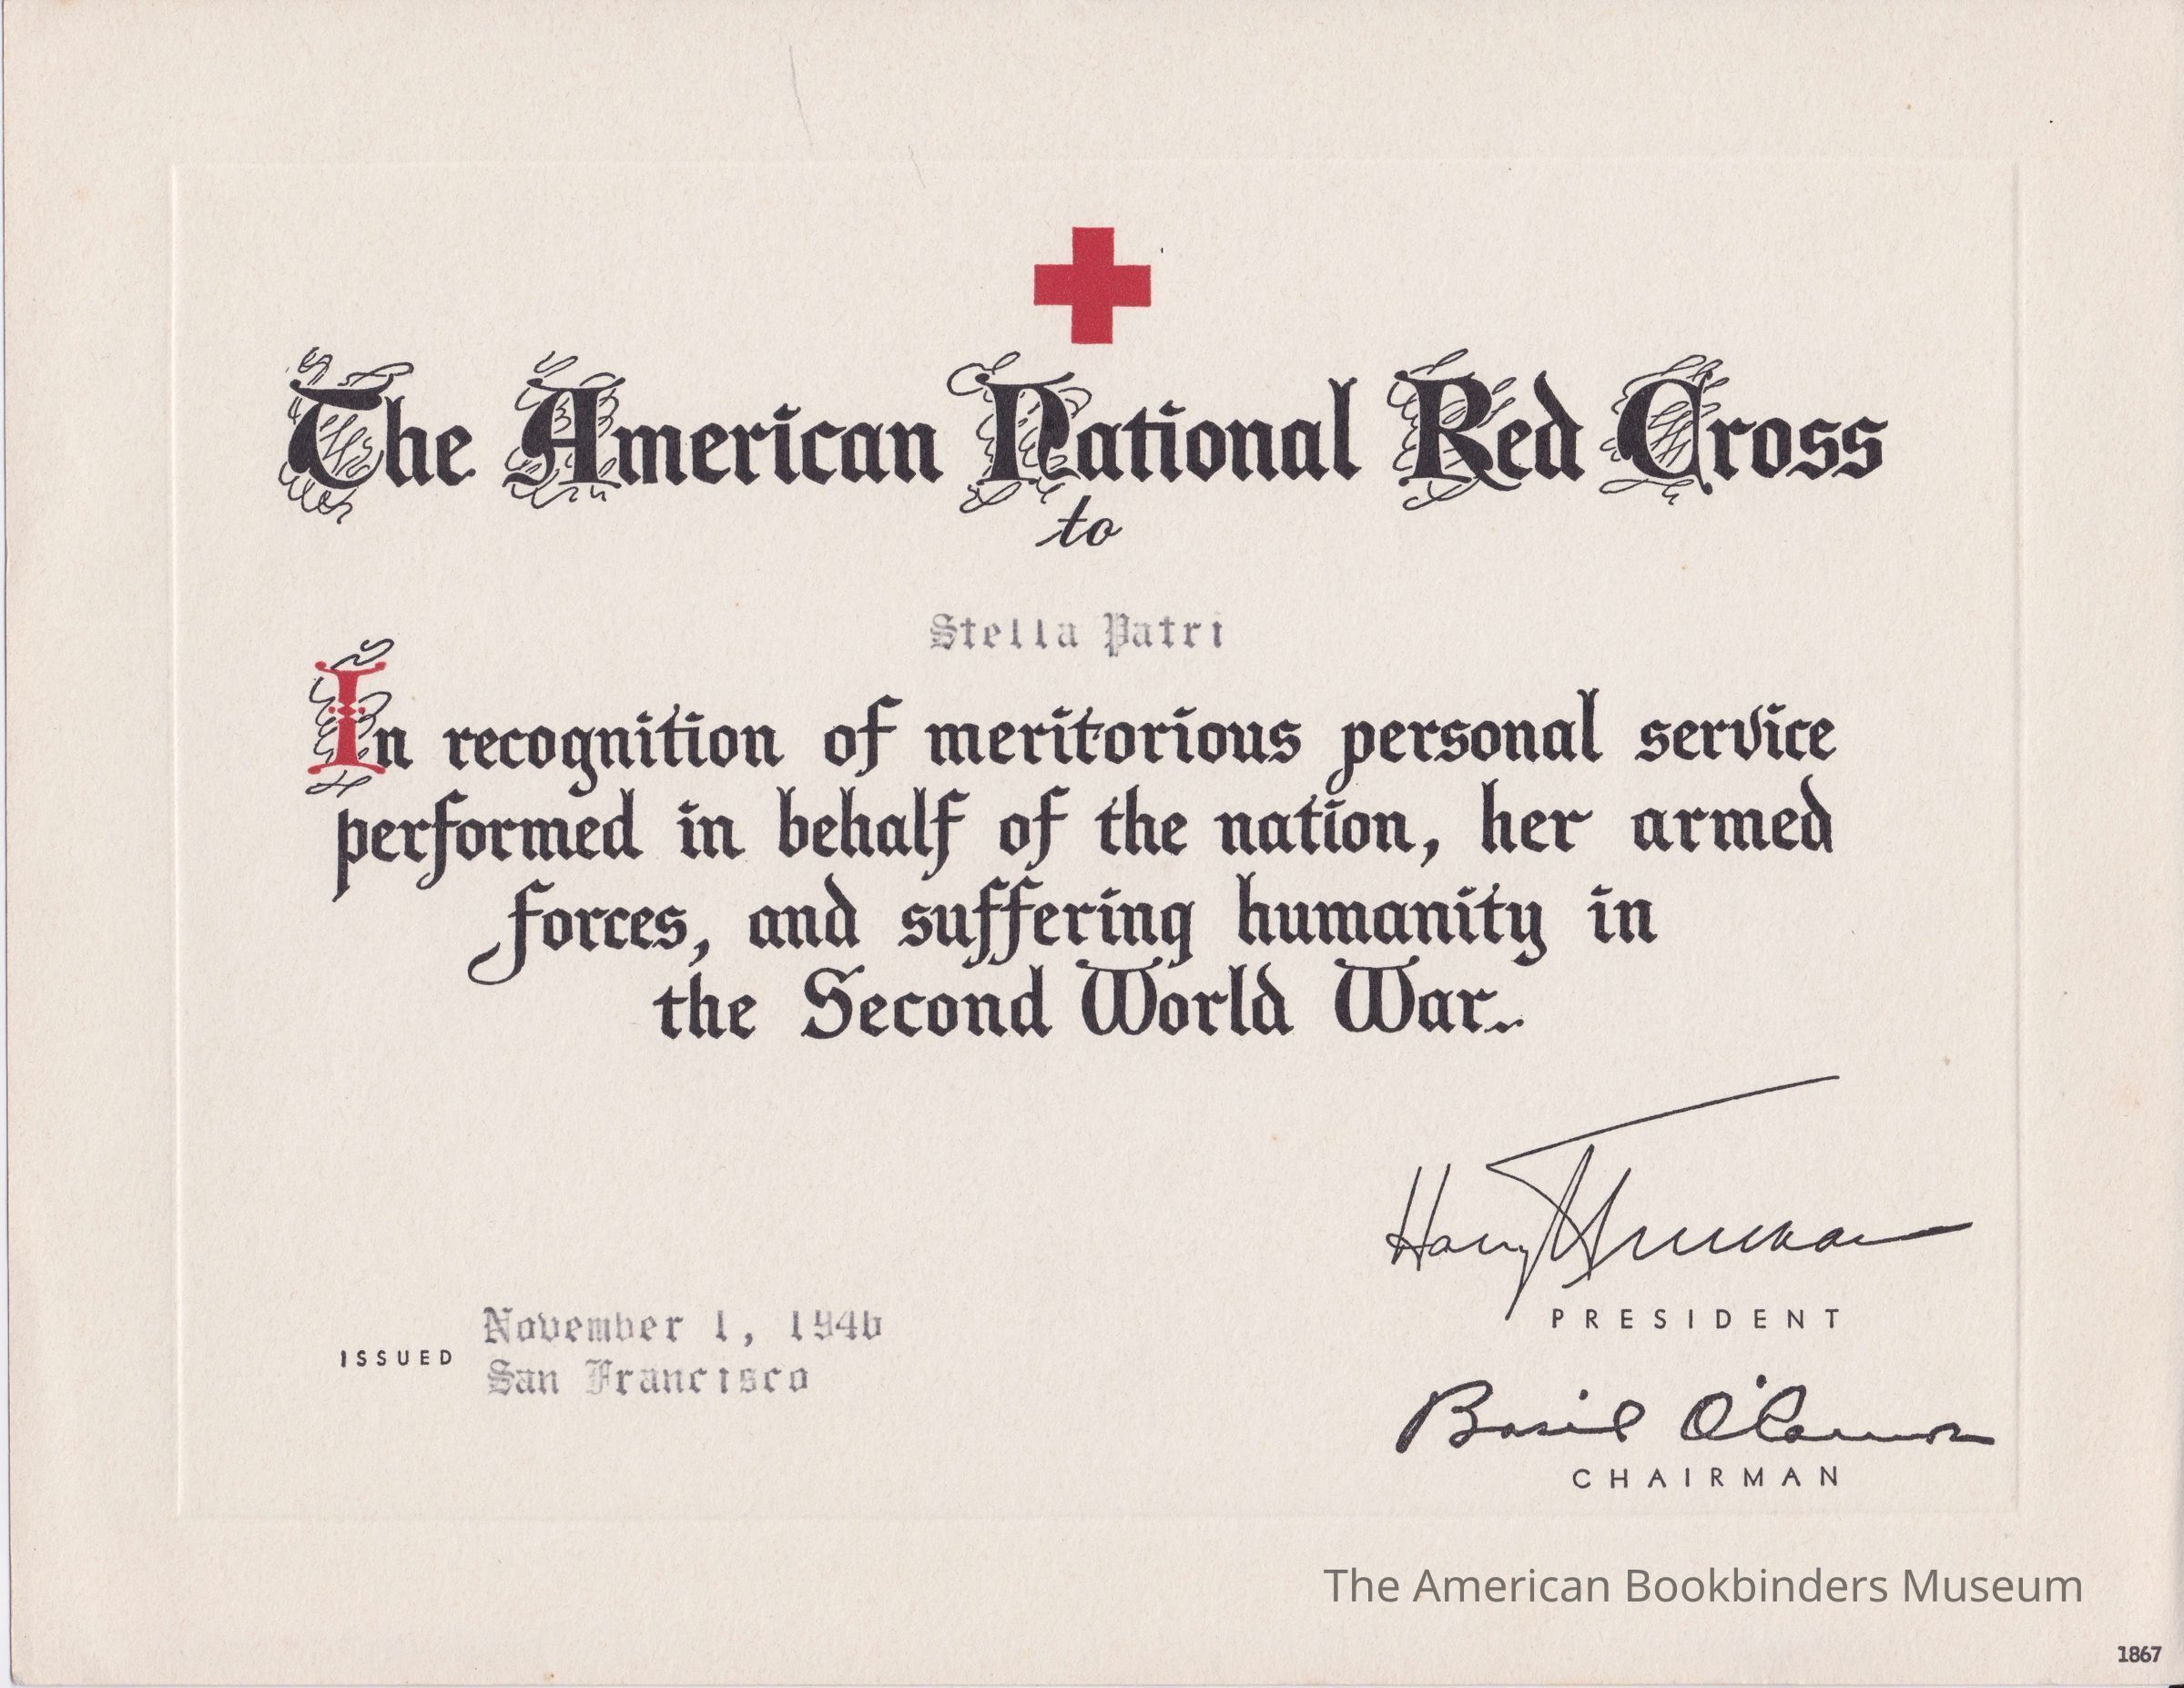 The American National Red Cross
to
Stella Patri
In recognition of meritorious personal service
performed in behalf of the nation, her armed
forces, and suffering humanity in
the Second World War.
Harry Truman
PRESIDENT
ISSUED
November 1, 1946
San Francisco
Basil O'Connor
CHAIRMAN
The American Bookbinders Museum
1867